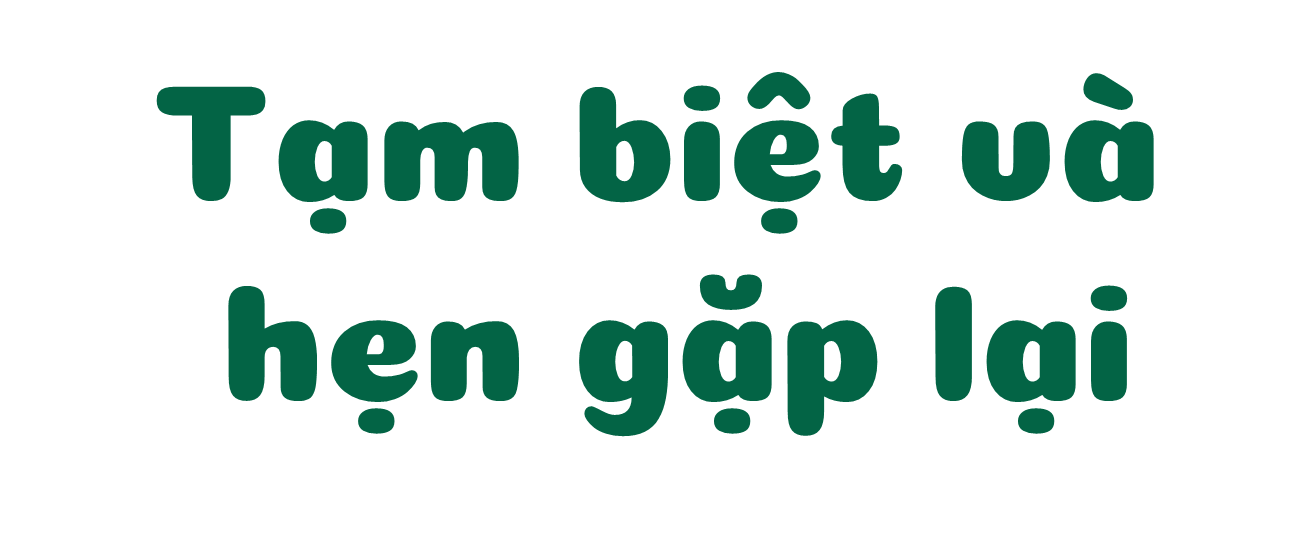 Tạm biệt và
hẹn gặp lại